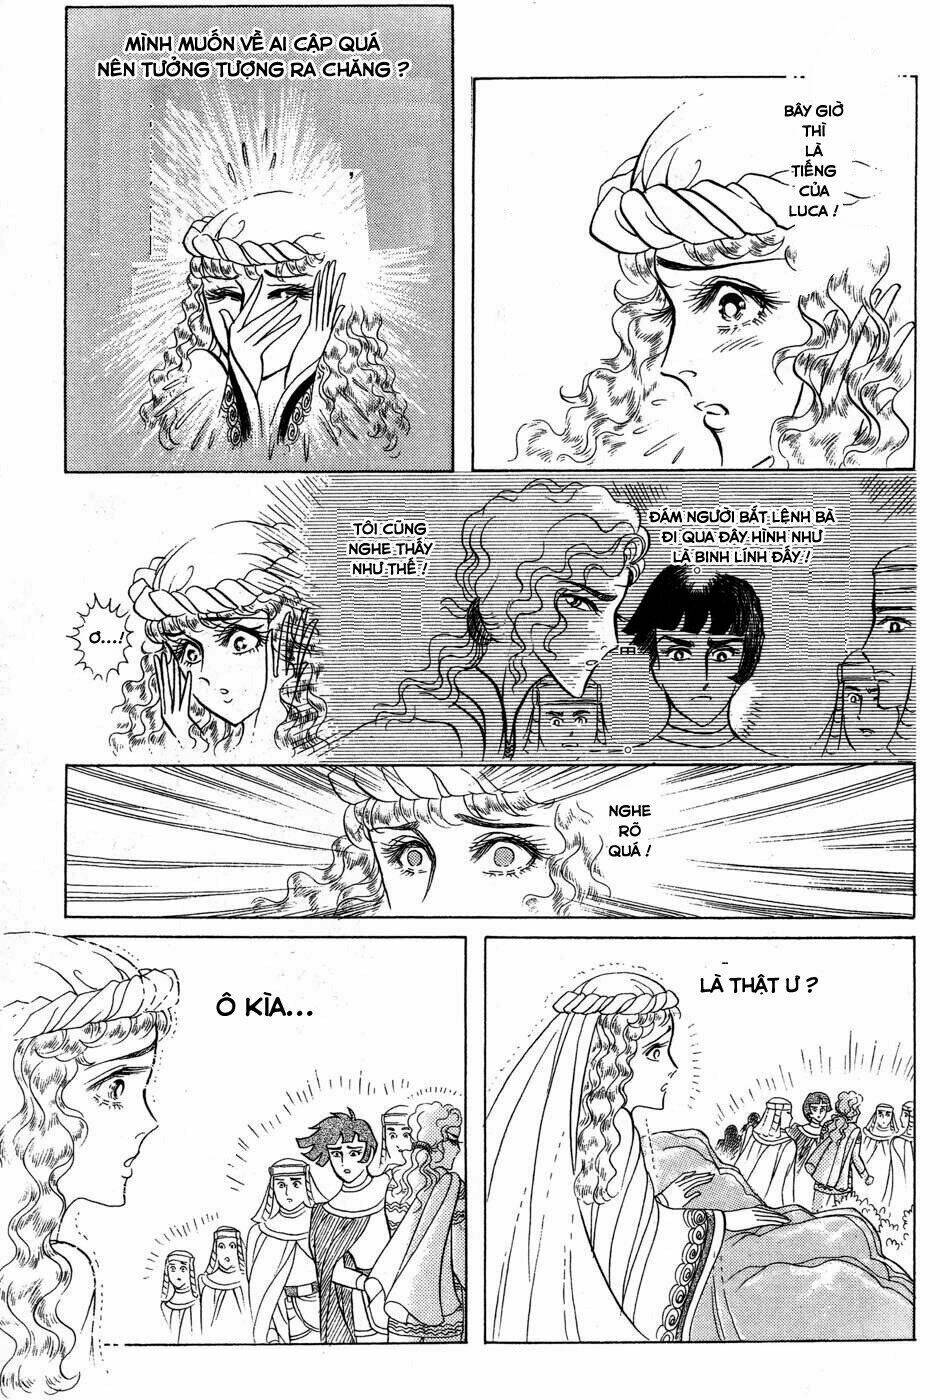 MÌNH MUỐN VỀ AI CẬP QUÁ
NÊN TƯỞNG TƯỢNG RA CHĂNG ?
BÂY GIỜ
THÌ
LÀ
TIẾNG
CỦA
LUCA !
Ơ...!
TÔI CŨNG
NGHE THẤY
NHƯ THẾ !
ĐÁM NGƯỜI BẮT LỆNH BÀ
ĐI QUA ĐÂY HÌNH NHƯ
LÀ BINH LÍNH ĐẤY !
NGHE
RÕ
QUÁ !
Ô KÌA...
LÀ THẬT Ư ?